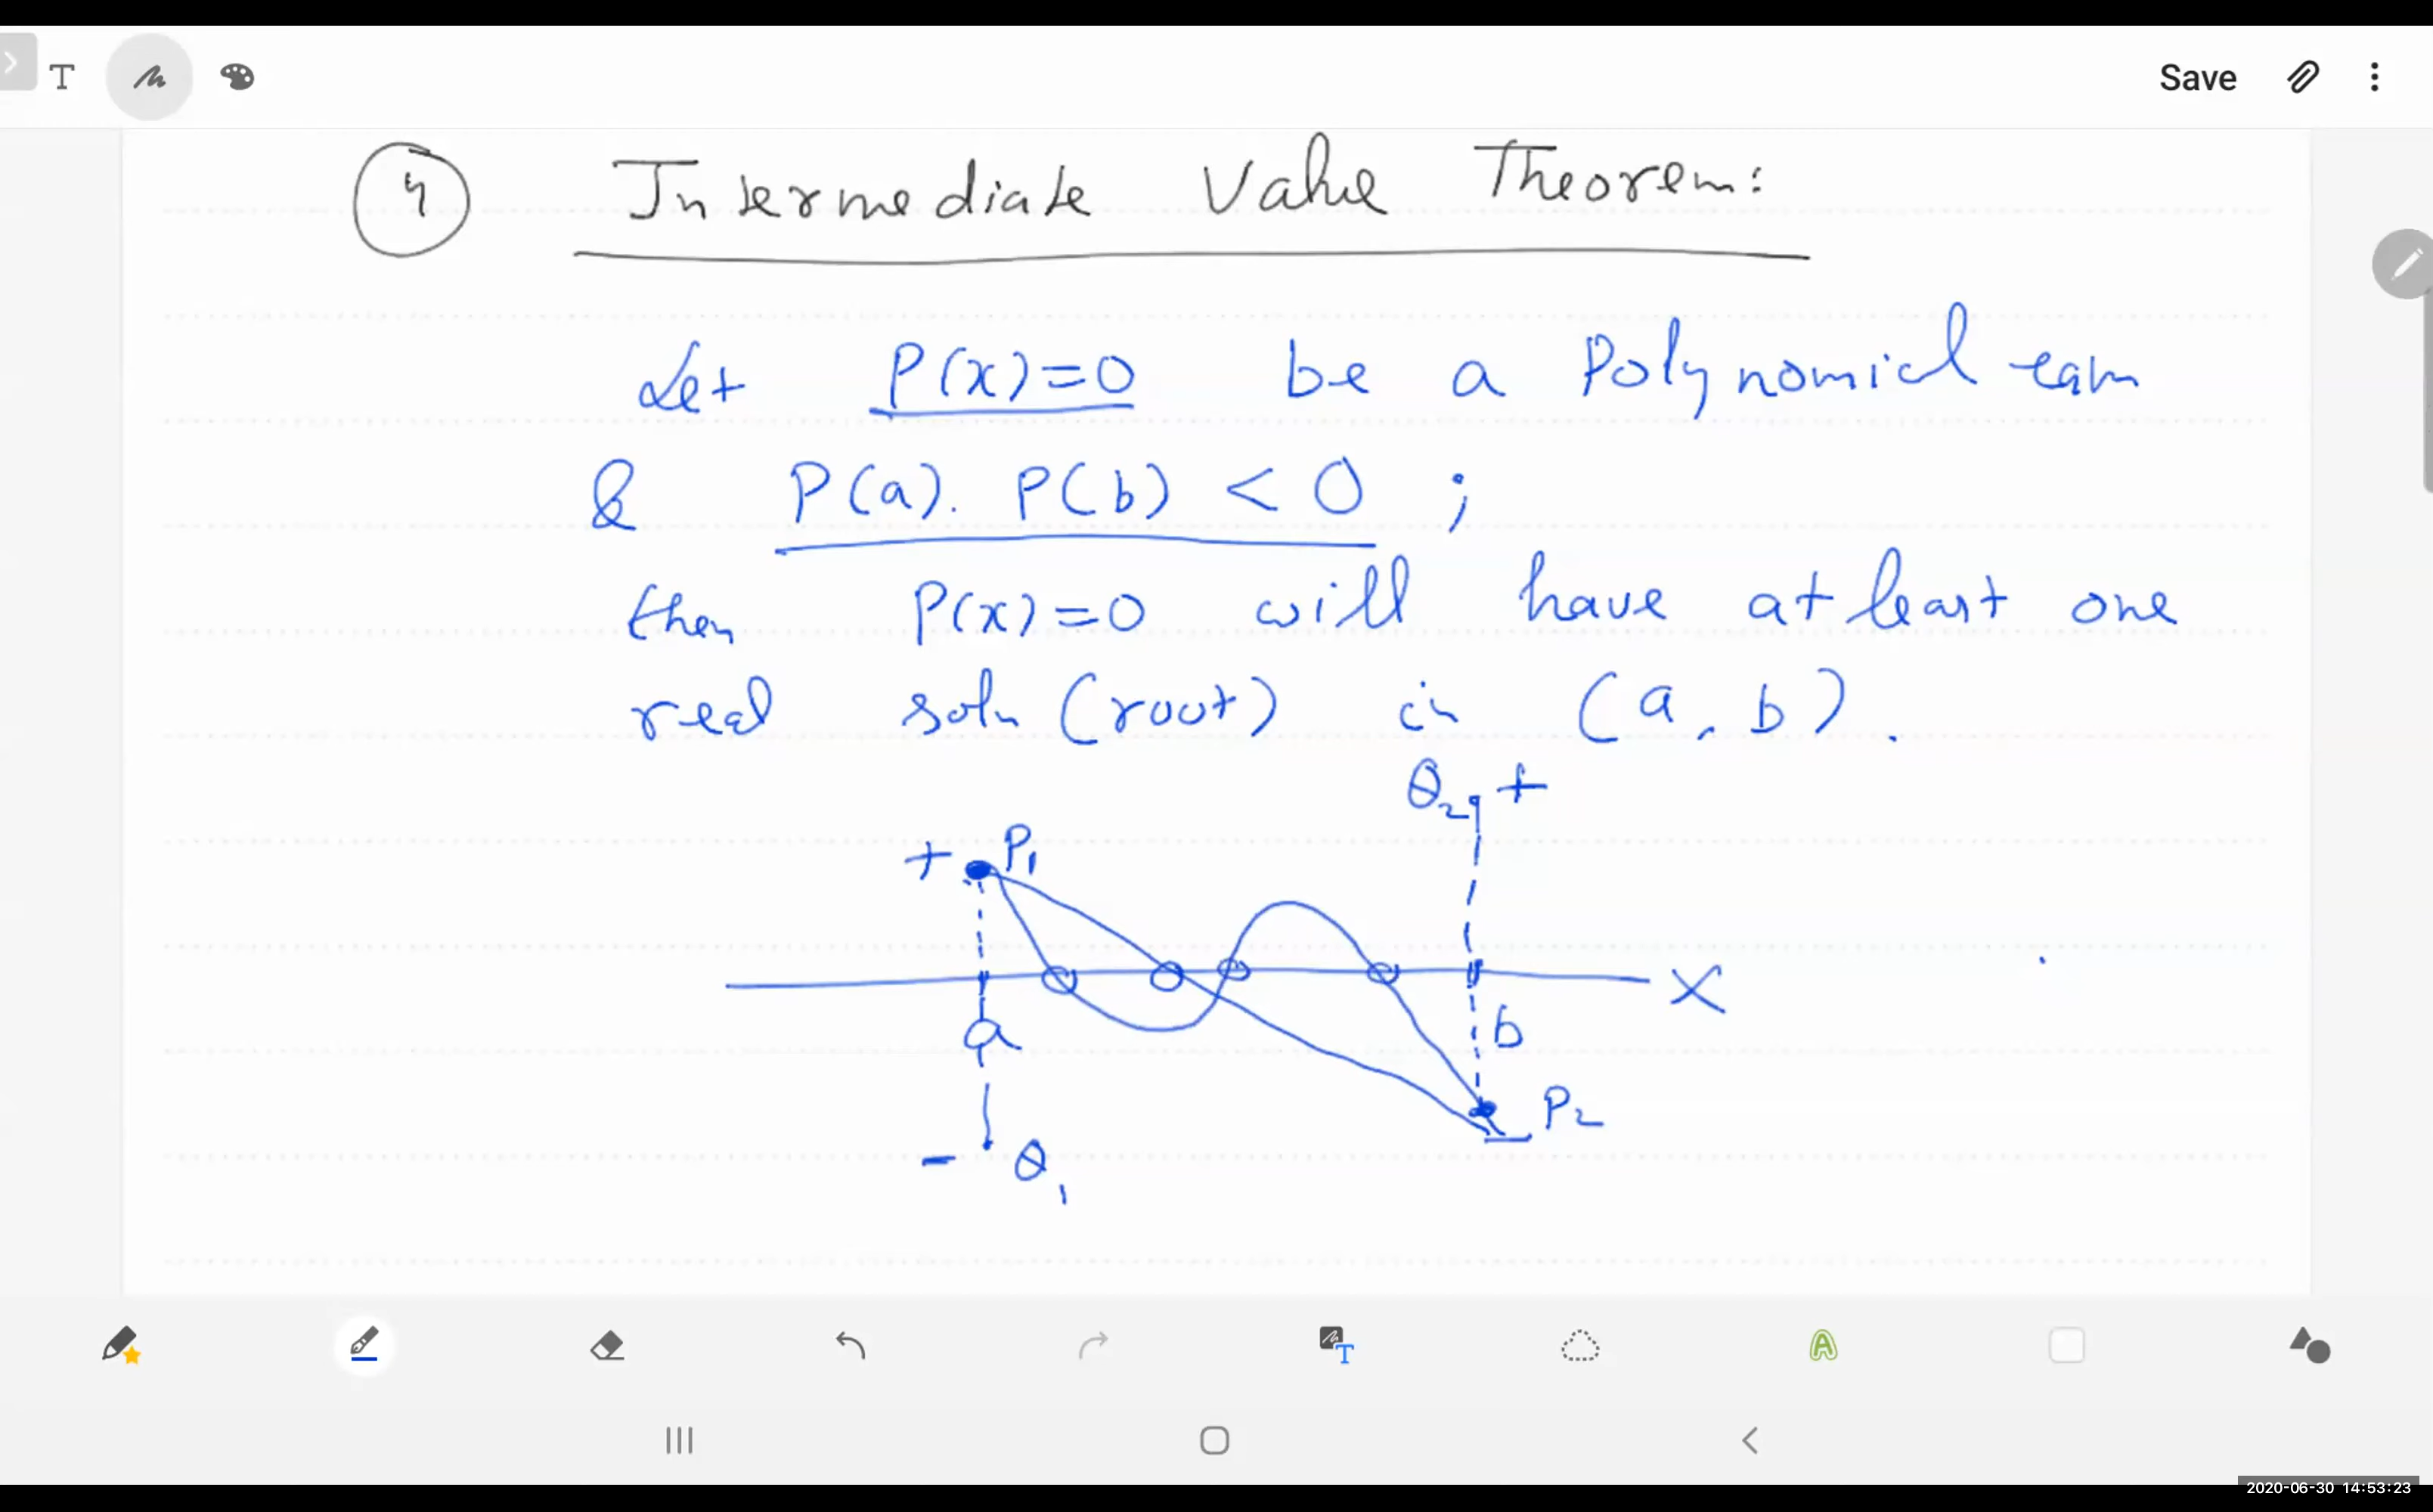 T
Save
4 Intermediate Value Theorem:
Let P(x)=0 be a Polynomial eqn
& P(a). P(b) < 0 ;
then P(x)=0 will have at least one
real soln (root) in (a, b).
Q2 +
+ P1
X
a
b
P2
- Q1
T
A
2020-06-30 14:53:23